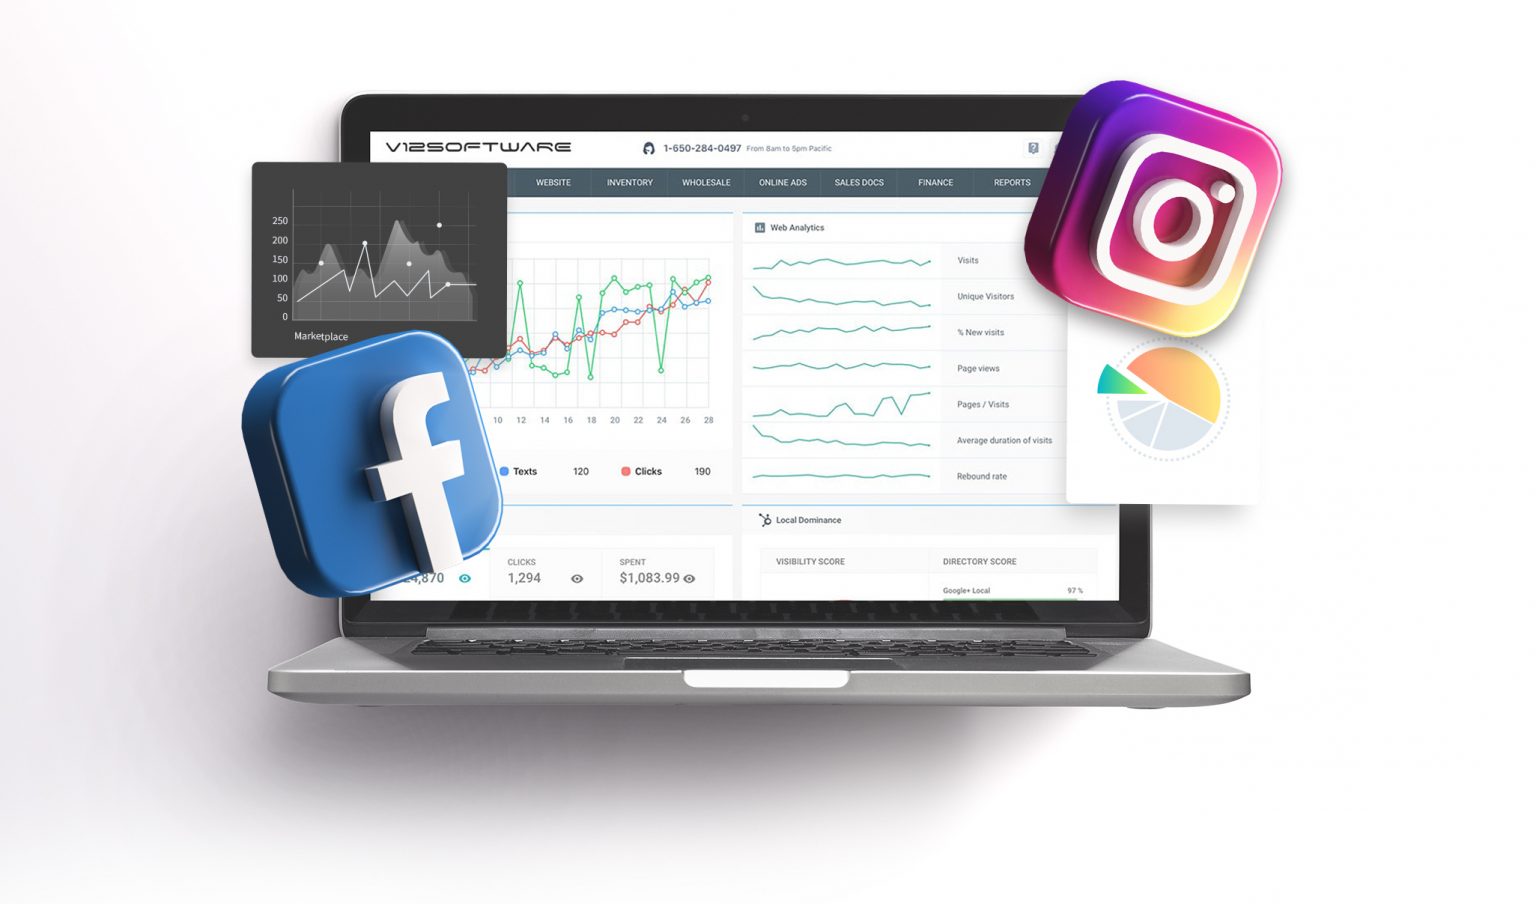 V12SOFTWARE
1-650-284-0497 From 8am to 5pm Pacific
WEBSITE INVENTORY WHOLESALE ONLINE ADS SALES DOCS FINANCE REPORTS
250
200
150
100
50
0
Marketplace
10 12 14 16 18 20 22 24 26 28
Texts 120 Clicks 190
Web Analytics
Visits
Unique Visitors
% New visits
Page views
Pages / Visits
Average duration of visits
Rebound rate
CLICKS SPENT
1,294 $1,083.99
Local Dominance
VISIBILITY SCORE DIRECTORY SCORE
Google+ Local 97 %